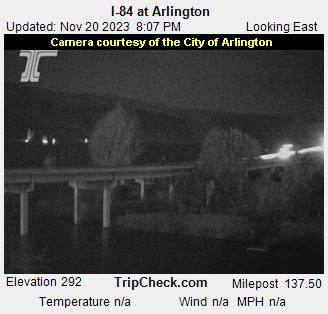 I-84 at Arlington
Updated: Nov 20 2023 8:07 PM Looking East
Camera courtesy of the City of Arlington
Elevation 292 TripCheck.com Milepost 137.50
Temperature n/a Wind n/a MPH n/a